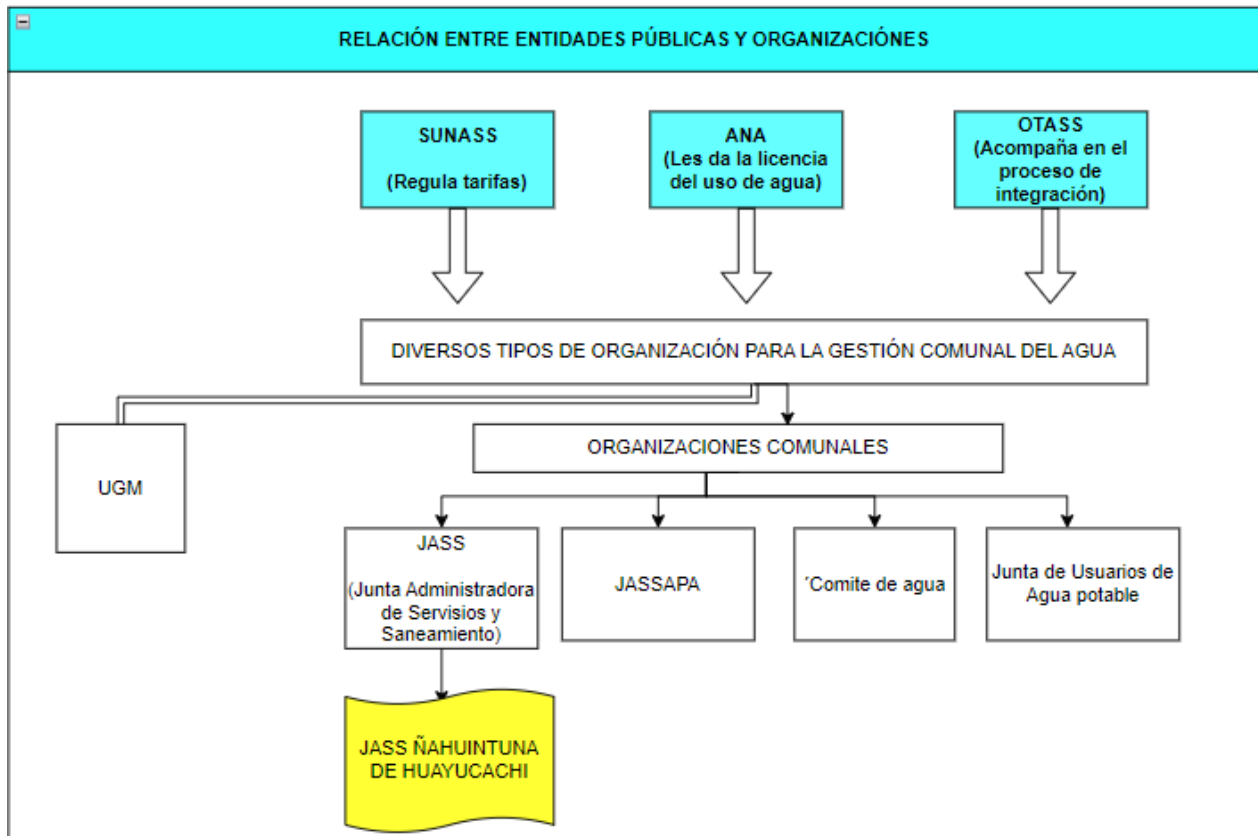 RELACIÓN ENTRE ENTIDADES PÚBLICAS Y ORGANIZACIÓNES
SUNASS
(Regula tarifas)
ANA
(Les da la licencia
del uso de agua)
OTASS
(Acompaña en el
proceso de
integración)
DIVERSOS TIPOS DE ORGANIZACIÓN PARA LA GESTIÓN COMUNAL DEL AGUA
UGM
ORGANIZACIONES COMUNALES
JASS
(Junta Administradora
de Servisios y
Saneamiento)
JASSAPA
´Comite de agua
Junta de Usuarios de
Agua potable
JASS ÑAHUINTUNA
DE HUAYUCACHI